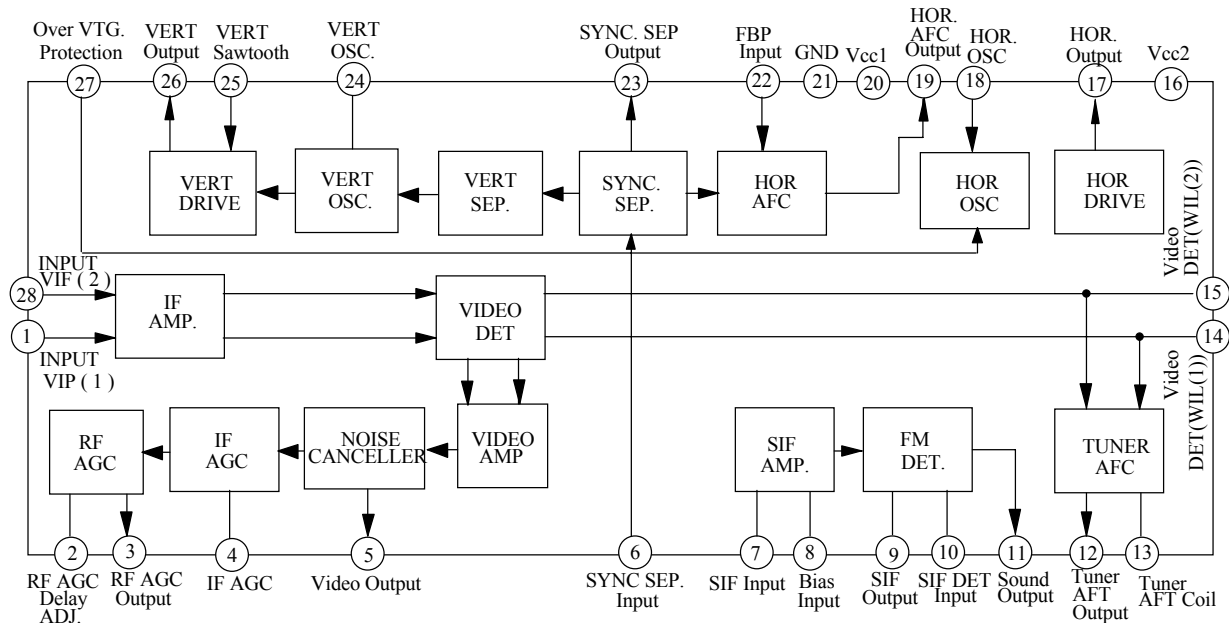 Over VTG.
Protection
VERT
Output
VERT
Sawtooth
VERT
OSC.
SYNC. SEP
Output
FBP
Input
GND
Vcc1
HOR.
AFC
Output
HOR.
OSC
HOR.
Output
Vcc2
27
26
25
24
23
22
21
20
19
18
17
16
VERT
DRIVE
VERT
OSC.
VERT
SEP.
SYNC.
SEP.
HOR
AFC
HOR
OSC
HOR
DRIVE
Video
DET(WIL(2))
INPUT
VIF ( 2 )
28
1
INPUT
VIP ( 1 )
IF
AMP.
VIDEO
DET
15
14
Video
DET(WIL(1))
RF
AGC
IF
AGC
NOISE
CANCELLER
VIDEO
AMP
SIF
AMP.
FM
DET.
TUNER
AFC
2
3
4
5
6
7
8
9
10
11
12
13
RF AGC
Delay
ADJ.
RF AGC
Output
IF AGC
Video Output
SYNC SEP.
Input
SIF Input
Bias
Input
SIF
Output
SIF DET
Input
Sound
Output
Tuner
AFT
Output
Tuner
AFT Coil